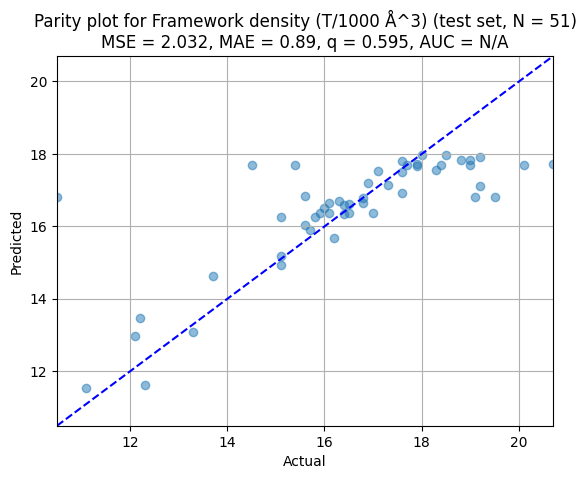 Parity plot for Framework density (T/1000 Å^3) (test set, N = 51)
MSE = 2.032, MAE = 0.89, q = 0.595, AUC = N/A
20
18
16
14
12
Predicted
12 14 16 18 20
Actual